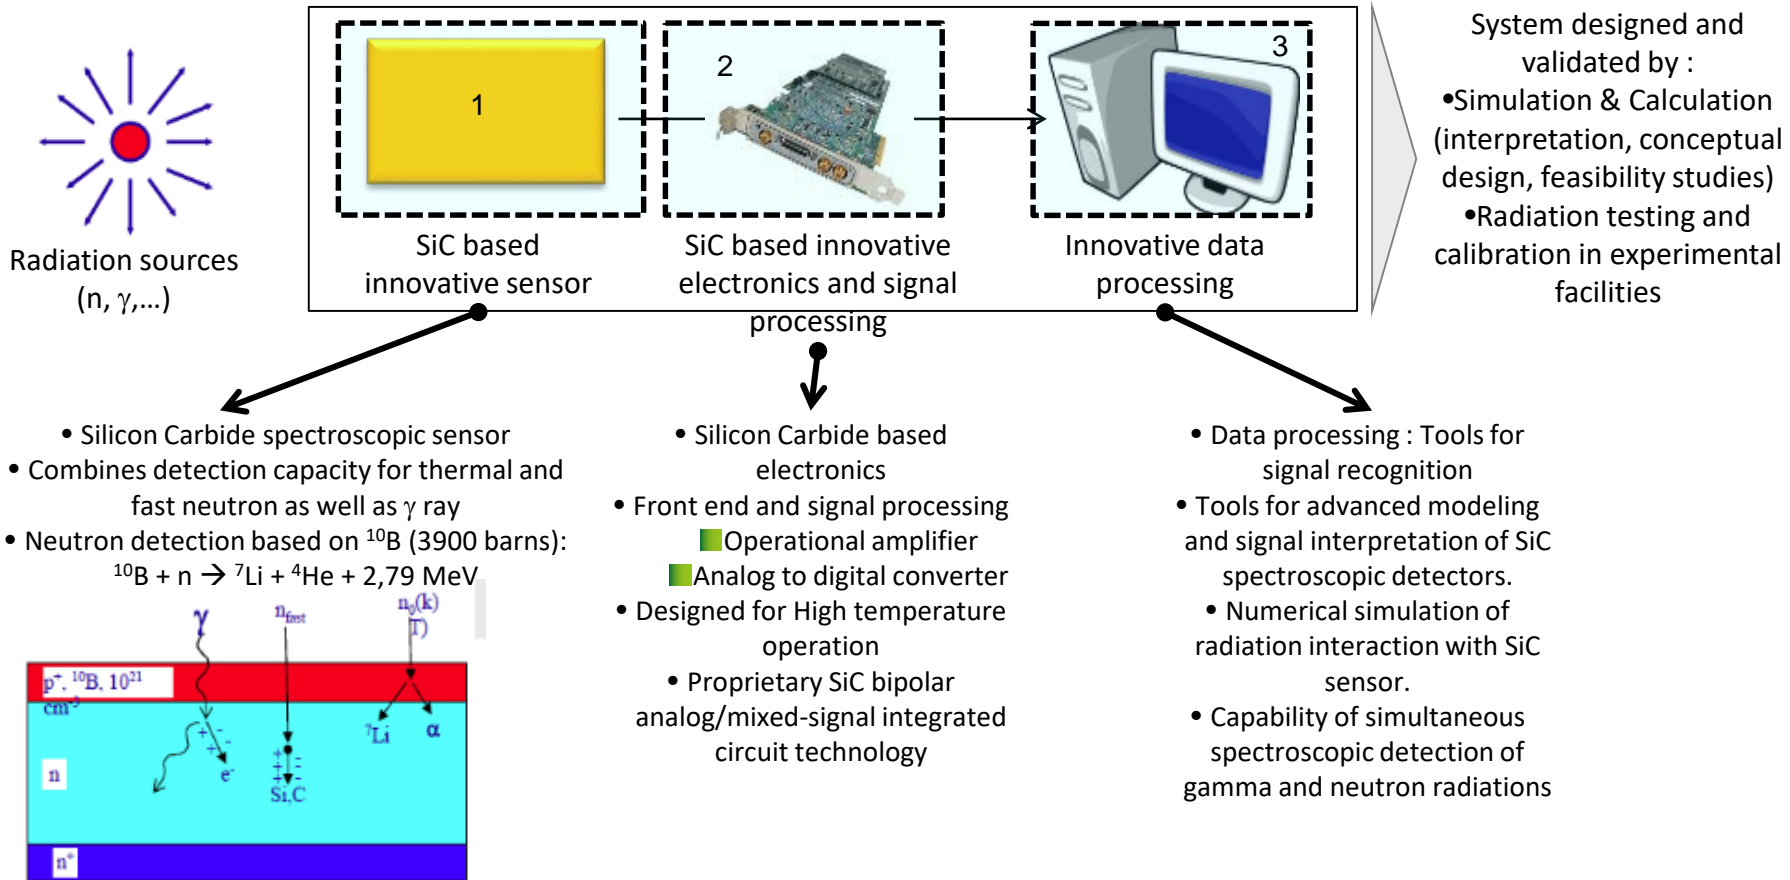 Radiation sources
(n, γ,...)
1
2
3
SiC based
innovative sensor
SiC based innovative
electronics and signal
processing
Innovative data
processing
System designed and
validated by :
•Simulation & Calculation
(interpretation, conceptual
design, feasibility studies)
•Radiation testing and
calibration in experimental
facilities
• Silicon Carbide spectroscopic sensor
• Combines detection capacity for thermal and
fast neutron as well as γ ray
• Neutron detection based on ¹⁰B (3900 barns):
¹⁰B + n → ⁷Li + ⁴He + 2,79 MeV
γ
n_fast
n₀(k
T)
p⁺, ¹⁰B, 10²¹
cm⁻³
⁷Li
α
e⁻
Si,C
n
n⁺
• Silicon Carbide based
electronics
• Front end and signal processing
Operational amplifier
Analog to digital converter
• Designed for High temperature
operation
• Proprietary SiC bipolar
analog/mixed-signal integrated
circuit technology
• Data processing : Tools for
signal recognition
• Tools for advanced modeling
and signal interpretation of SiC
spectroscopic detectors.
• Numerical simulation of
radiation interaction with SiC
sensor.
• Capability of simultaneous
spectroscopic detection of
gamma and neutron radiations